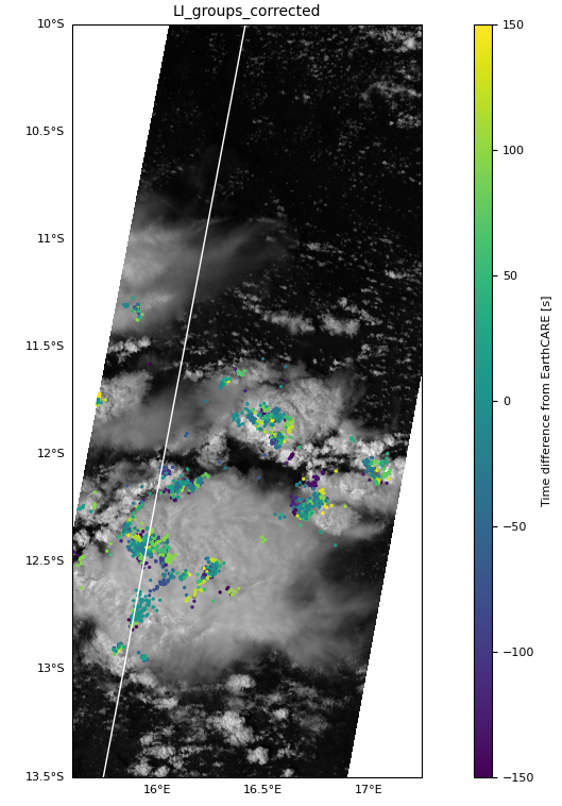 LI_groups_corrected
10°S
10.5°S
11°S
11.5°S
12°S
12.5°S
13°S
13.5°S
16°E
16.5°E
17°E
150
100
50
0
−50
−100
−150
Time difference from EarthCARE [s]